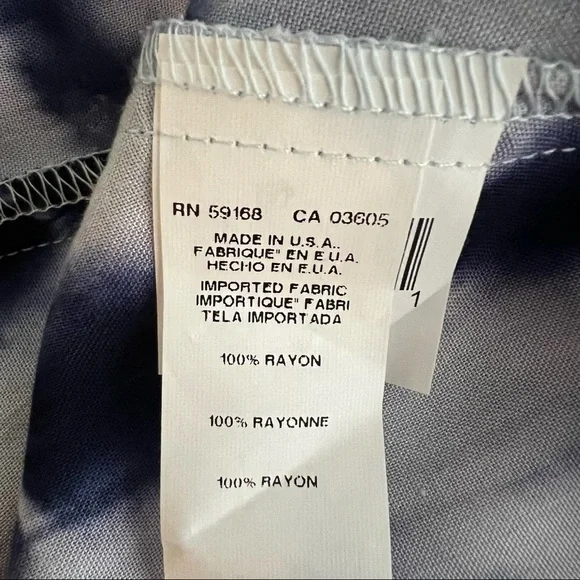 RN 59168 CA 03605
MADE IN U.S.A..
FABRIQUE" EN E.U.A.
HECHO EN E.U.A.
IMPORTED FABRIC
IMPORTIQUE" FABRI
TELA IMPORTADA
1
100% RAYON
100% RAYONNE
100% RAYON